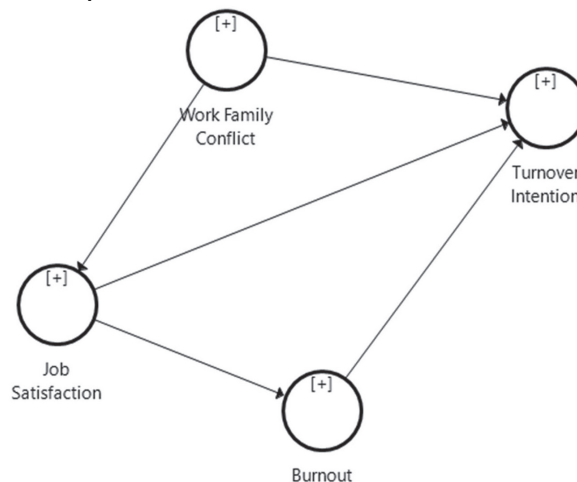 [+]
Work Family
Conflict
[+]
Turnover
Intention
[+]
Job
Satisfaction
[+]
Burnout